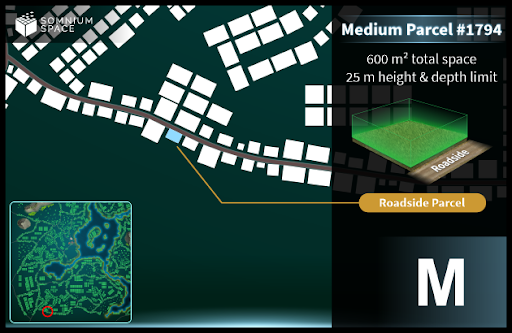 SOMNIUM
SPACE
Medium Parcel #1794
600 m² total space
25 m height & depth limit
Roadside
Roadside Parcel
M